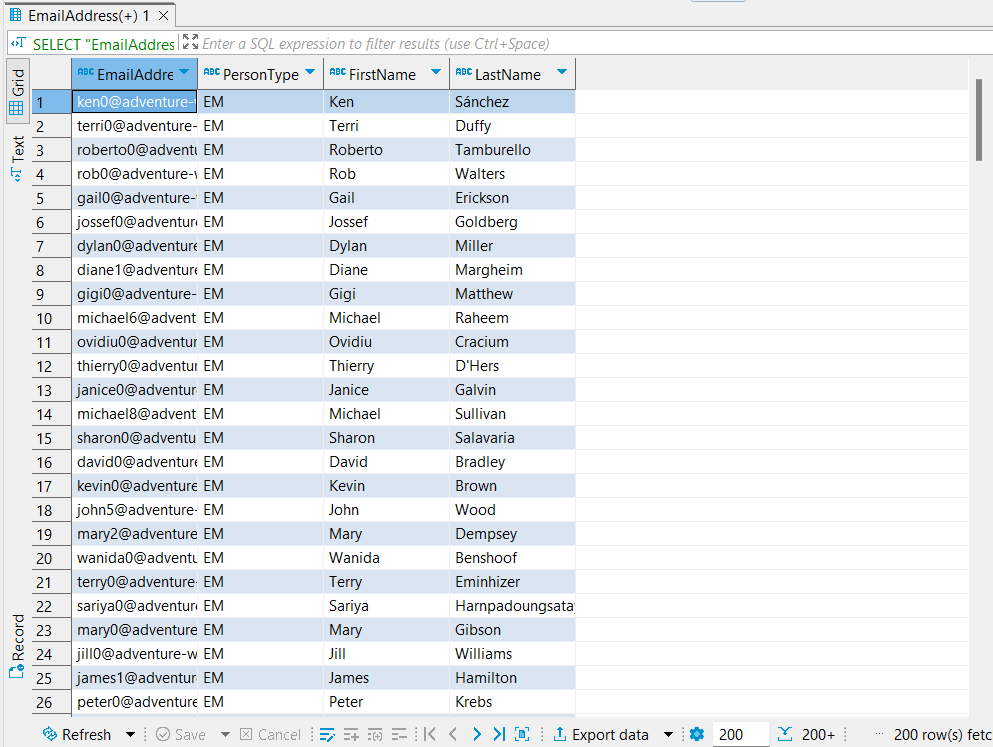 EmailAddress(+) 1
SELECT "EmailAddres Enter a SQL expression to filter results (use Ctrl+Space)
Grid
Text
Record
ABC EmailAddre ABC PersonType ABC FirstName ABC LastName
1 ken0@adventure- EM Ken Sánchez
2 terri0@adventure- EM Terri Duffy
3 roberto0@adventu EM Roberto Tamburello
4 rob0@adventure-w EM Rob Walters
5 gail0@adventure- EM Gail Erickson
6 jossef0@adventure EM Jossef Goldberg
7 dylan0@adventure EM Dylan Miller
8 diane1@adventure EM Diane Margheim
9 gigi0@adventure- EM Gigi Matthew
10 michael6@advent EM Michael Raheem
11 ovidiu0@adventur EM Ovidiu Cracium
12 thierry0@adventur EM Thierry D'Hers
13 janice0@adventur EM Janice Galvin
14 michael8@advent EM Michael Sullivan
15 sharon0@adventu EM Sharon Salavaria
16 david0@adventure EM David Bradley
17 kevin0@adventure EM Kevin Brown
18 john5@adventure- EM John Wood
19 mary2@adventure EM Mary Dempsey
20 wanida0@adventu EM Wanida Benshoof
21 terry0@adventure- EM Terry Eminhizer
22 sariya0@adventure EM Sariya Harnpadoungsata
23 mary0@adventure EM Mary Gibson
24 jill0@adventure-w EM Jill Williams
25 james1@adventure EM James Hamilton
26 peter0@adventure EM Peter Krebs
Refresh Save Cancel Export data 200 200+ ... 200 row(s) fetc